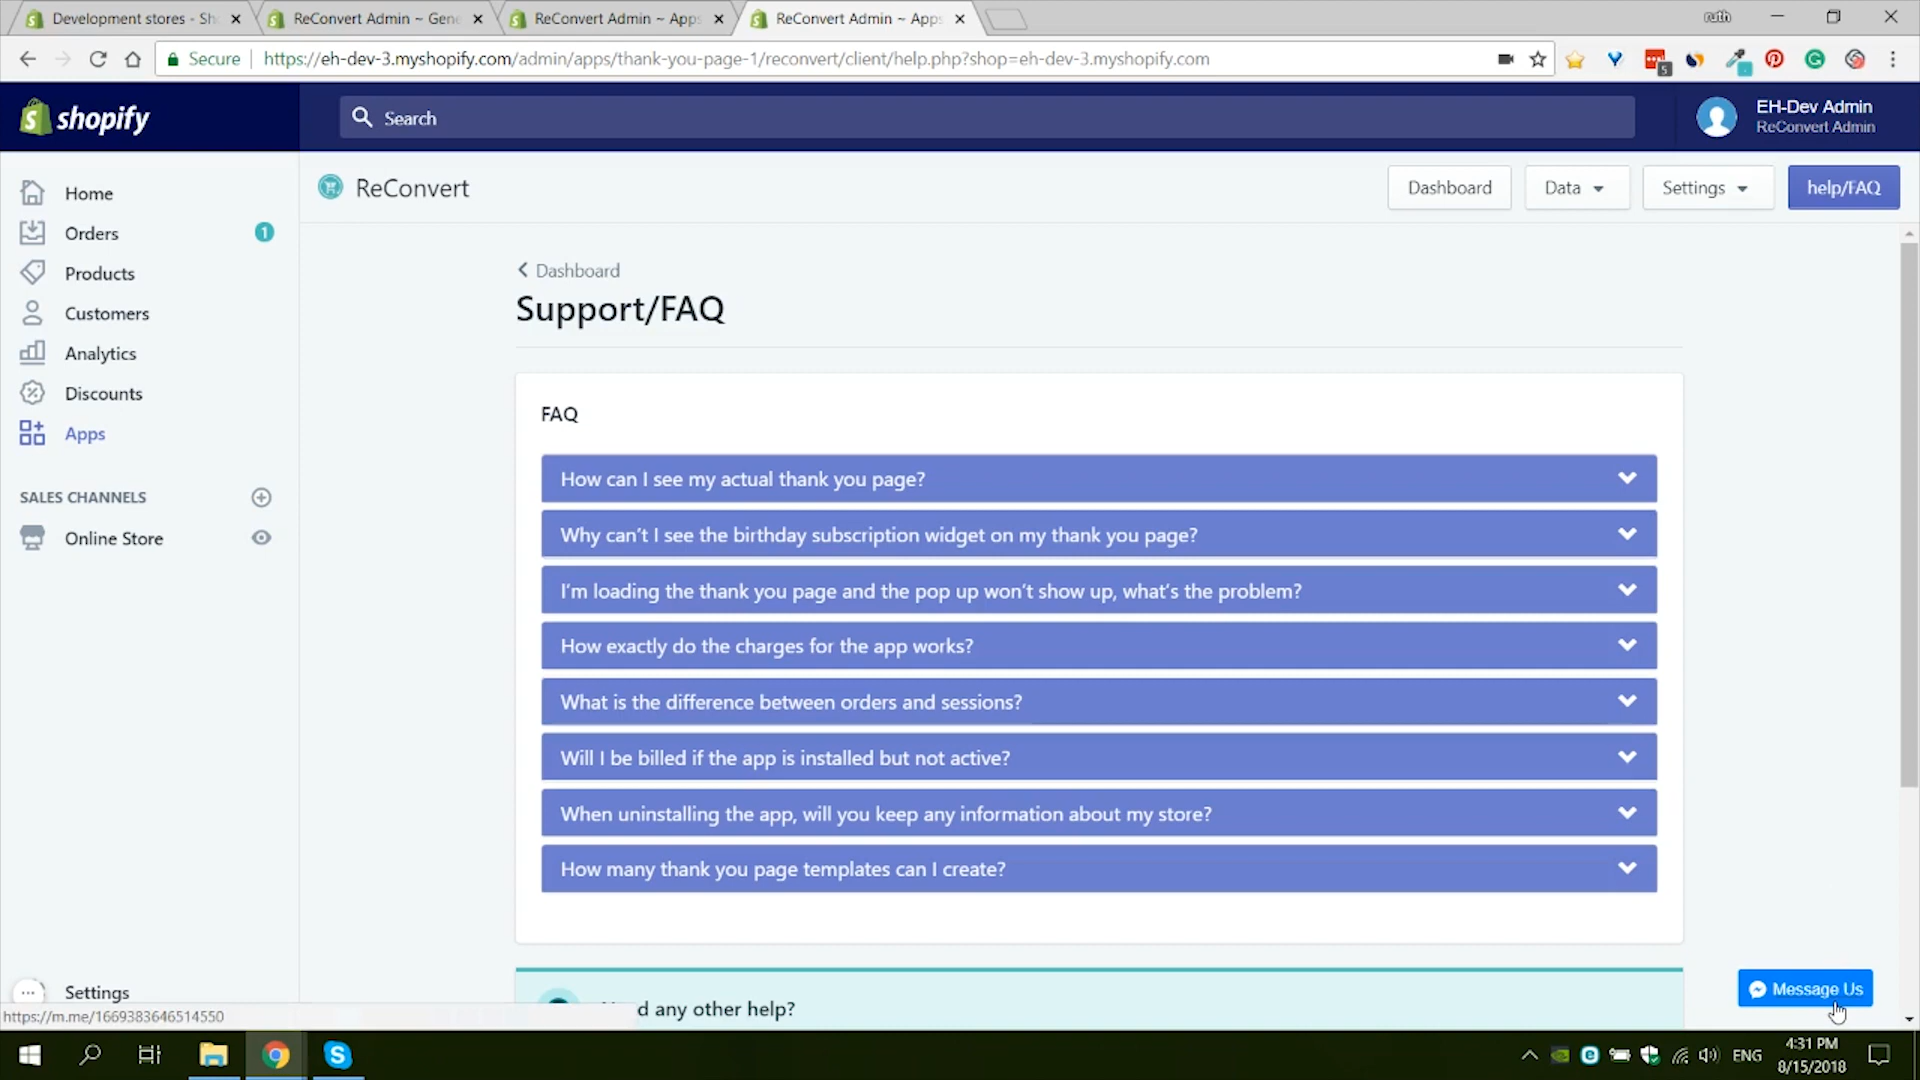 Development stores - Sh
ReConvert Admin ~ Gene
ReConvert Admin ~ Apps
ReConvert Admin ~ Apps
ruth
Secure
https://eh-dev-3.myshopify.com/admin/apps/thank-you-page-1/reconvert/client/help.php?shop=eh-dev-3.myshopify.com
5
shopify
Search
EH-Dev Admin
ReConvert Admin
Home
Orders
1
Products
Customers
Analytics
Discounts
Apps
SALES CHANNELS
Online Store
Settings
ReConvert
Dashboard
Data
Settings
help/FAQ
Dashboard
Support/FAQ
FAQ
How can I see my actual thank you page?
Why can't I see the birthday subscription widget on my thank you page?
I'm loading the thank you page and the pop up won't show up, what's the problem?
How exactly do the charges for the app works?
What is the difference between orders and sessions?
Will I be billed if the app is installed but not active?
When uninstalling the app, will you keep any information about my store?
How many thank you page templates can I create?
d any other help?
Message Us
https://m.me/1669383646514550
ENG
4:31 PM
8/15/2018